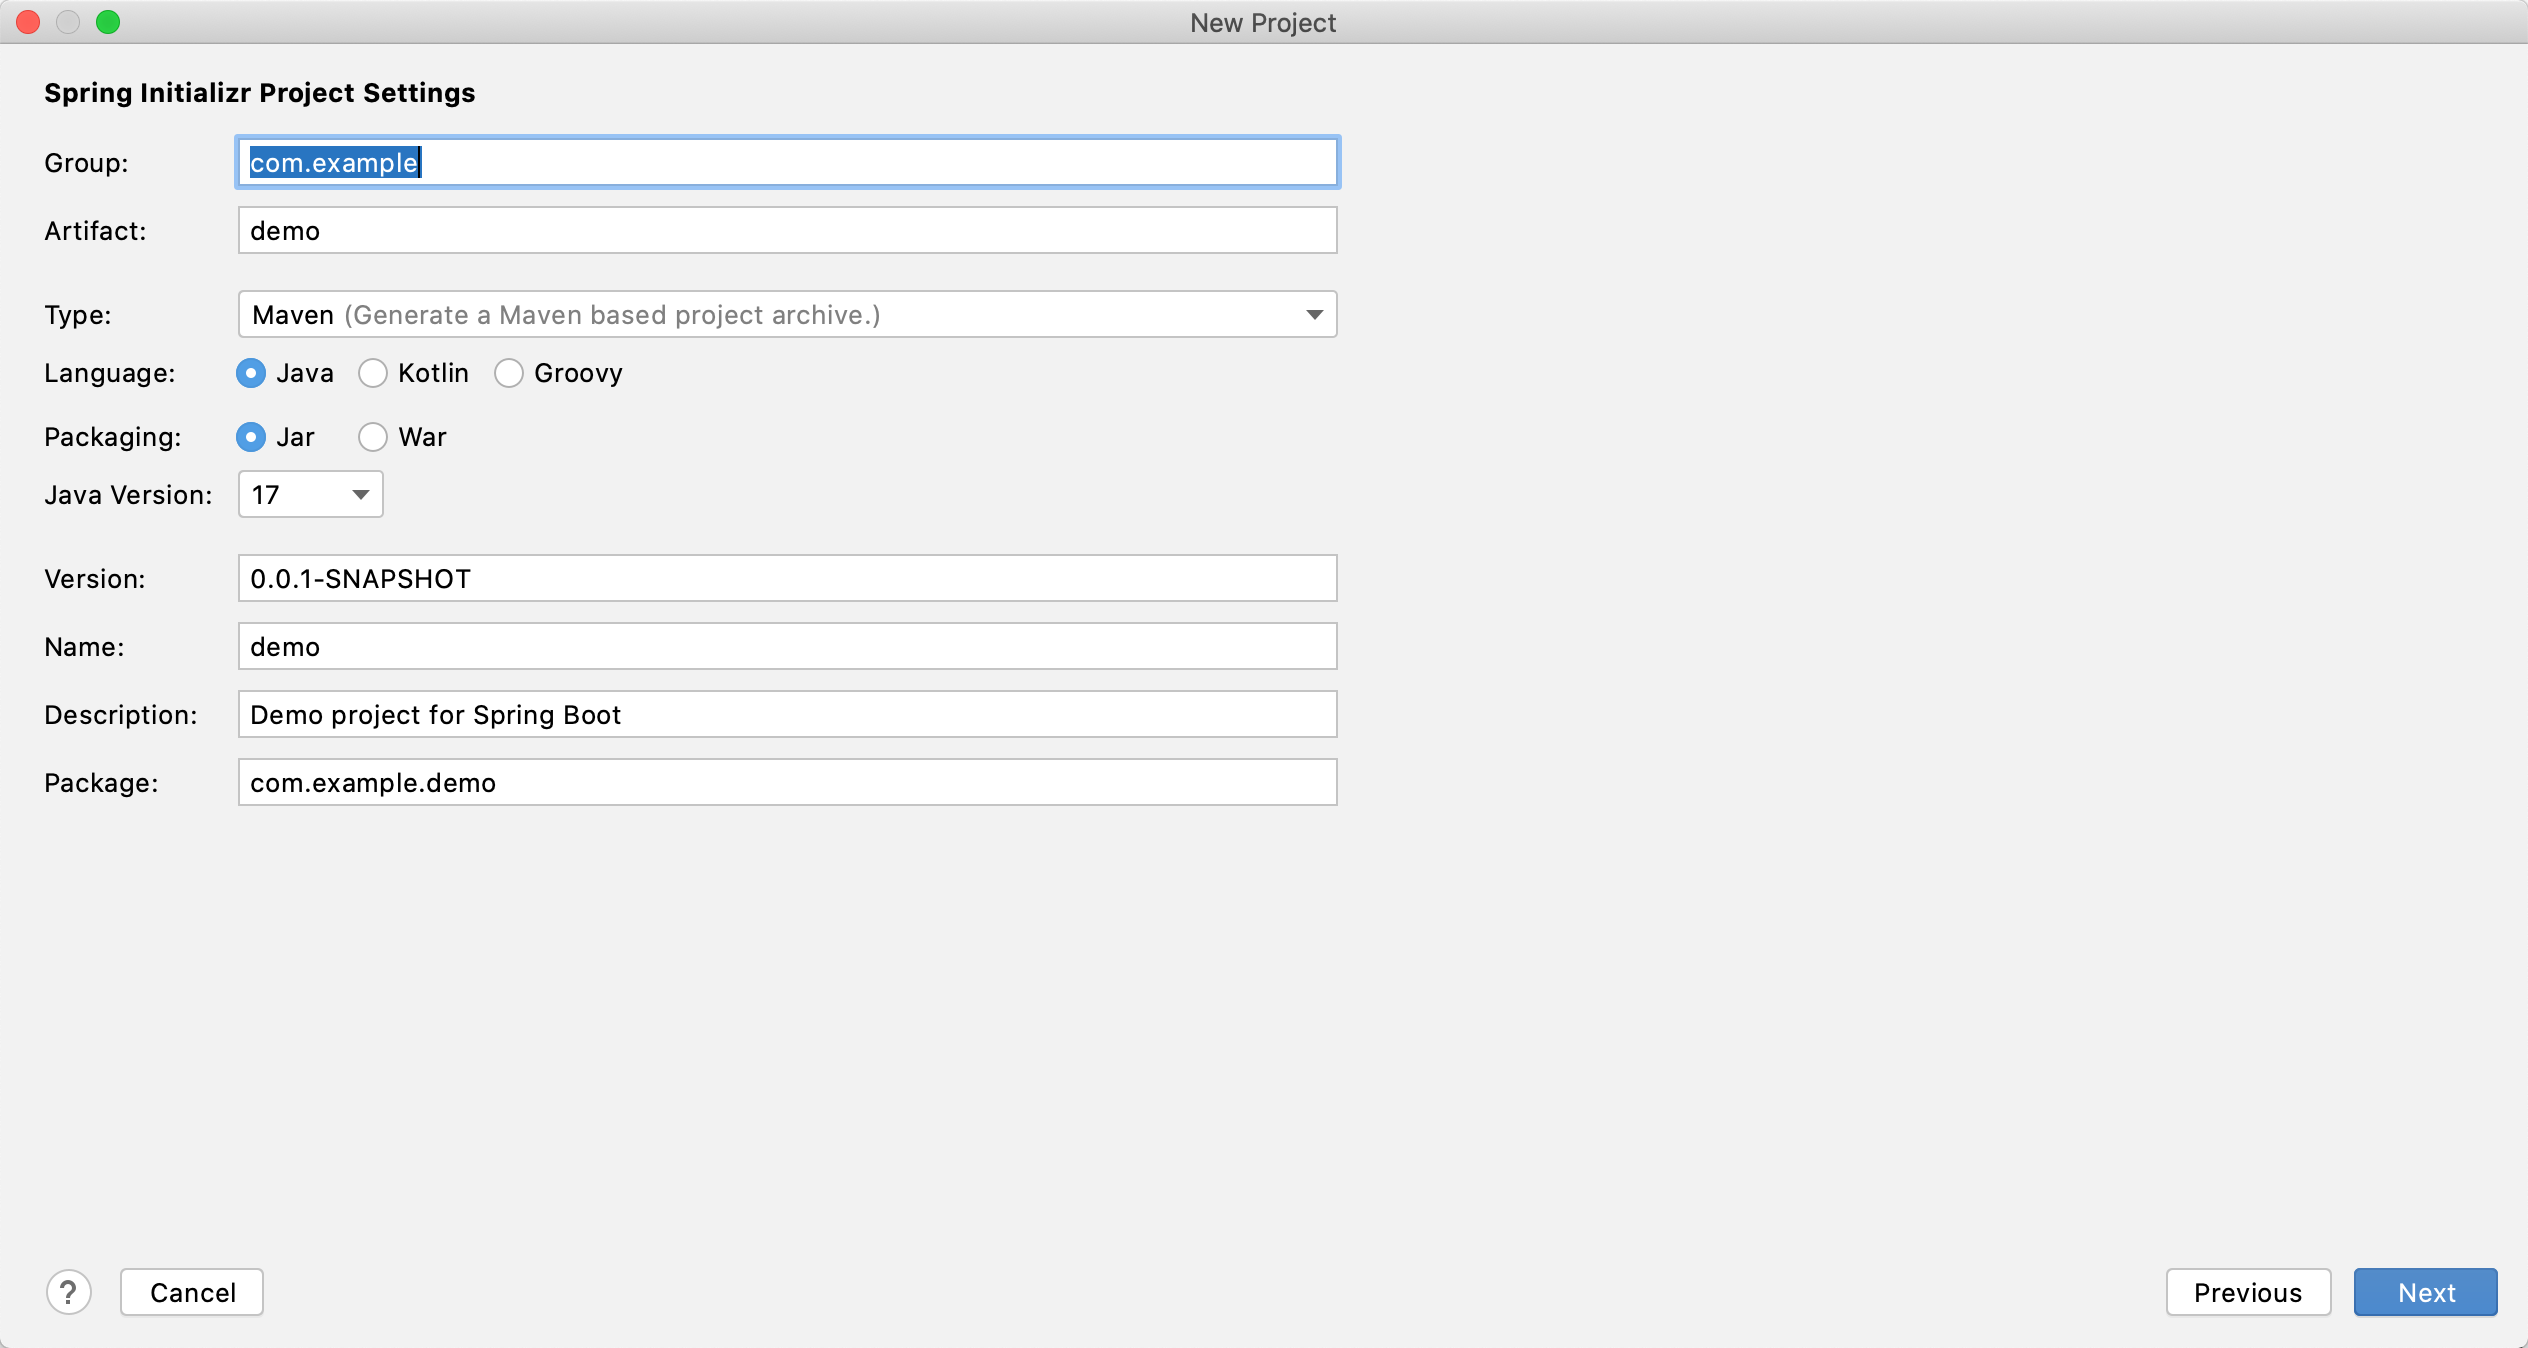 New Project
Spring Initializr Project Settings
Group: com.example
Artifact: demo
Type: Maven (Generate a Maven based project archive.)
Language: Java Kotlin Groovy
Packaging: Jar War
Java Version: 17
Version: 0.0.1-SNAPSHOT
Name: demo
Description: Demo project for Spring Boot
Package: com.example.demo
? Cancel Previous Next